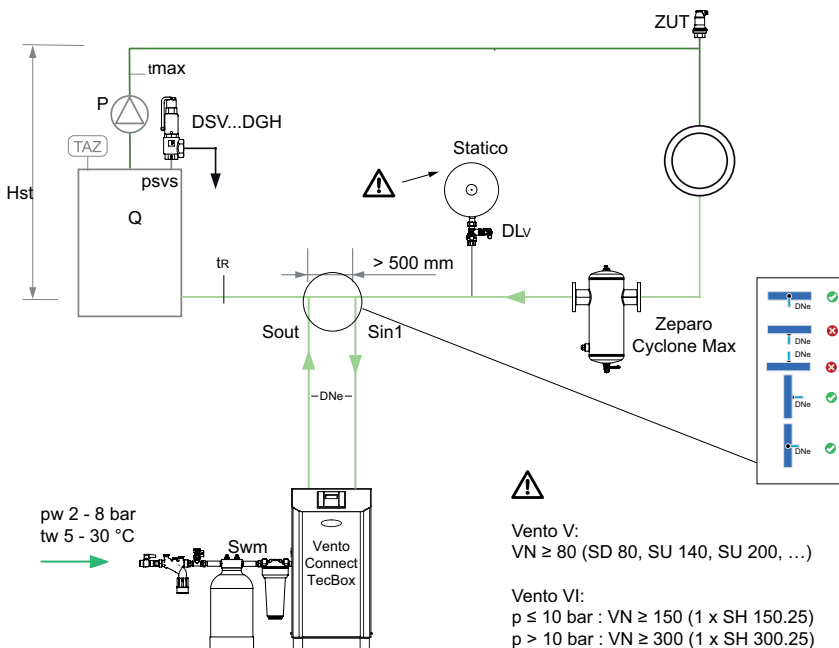 ZUT
tmax
P
DSV...DGH
TAZ
Statico
psvs
Hst
Q
DLV
tR
> 500 mm
Sout
Sin1
Zeparo
Cyclone Max
DNe
DNe
DNe
DNe
DNe
–DNe–
pw 2 - 8 bar
tw 5 - 30 °C
Swm
Vento
Connect
TecBox
Vento V:
VN ≥ 80 (SD 80, SU 140, SU 200, …)
Vento VI:
p ≤ 10 bar : VN ≥ 150 (1 x SH 150.25)
p > 10 bar : VN ≥ 300 (1 x SH 300.25)